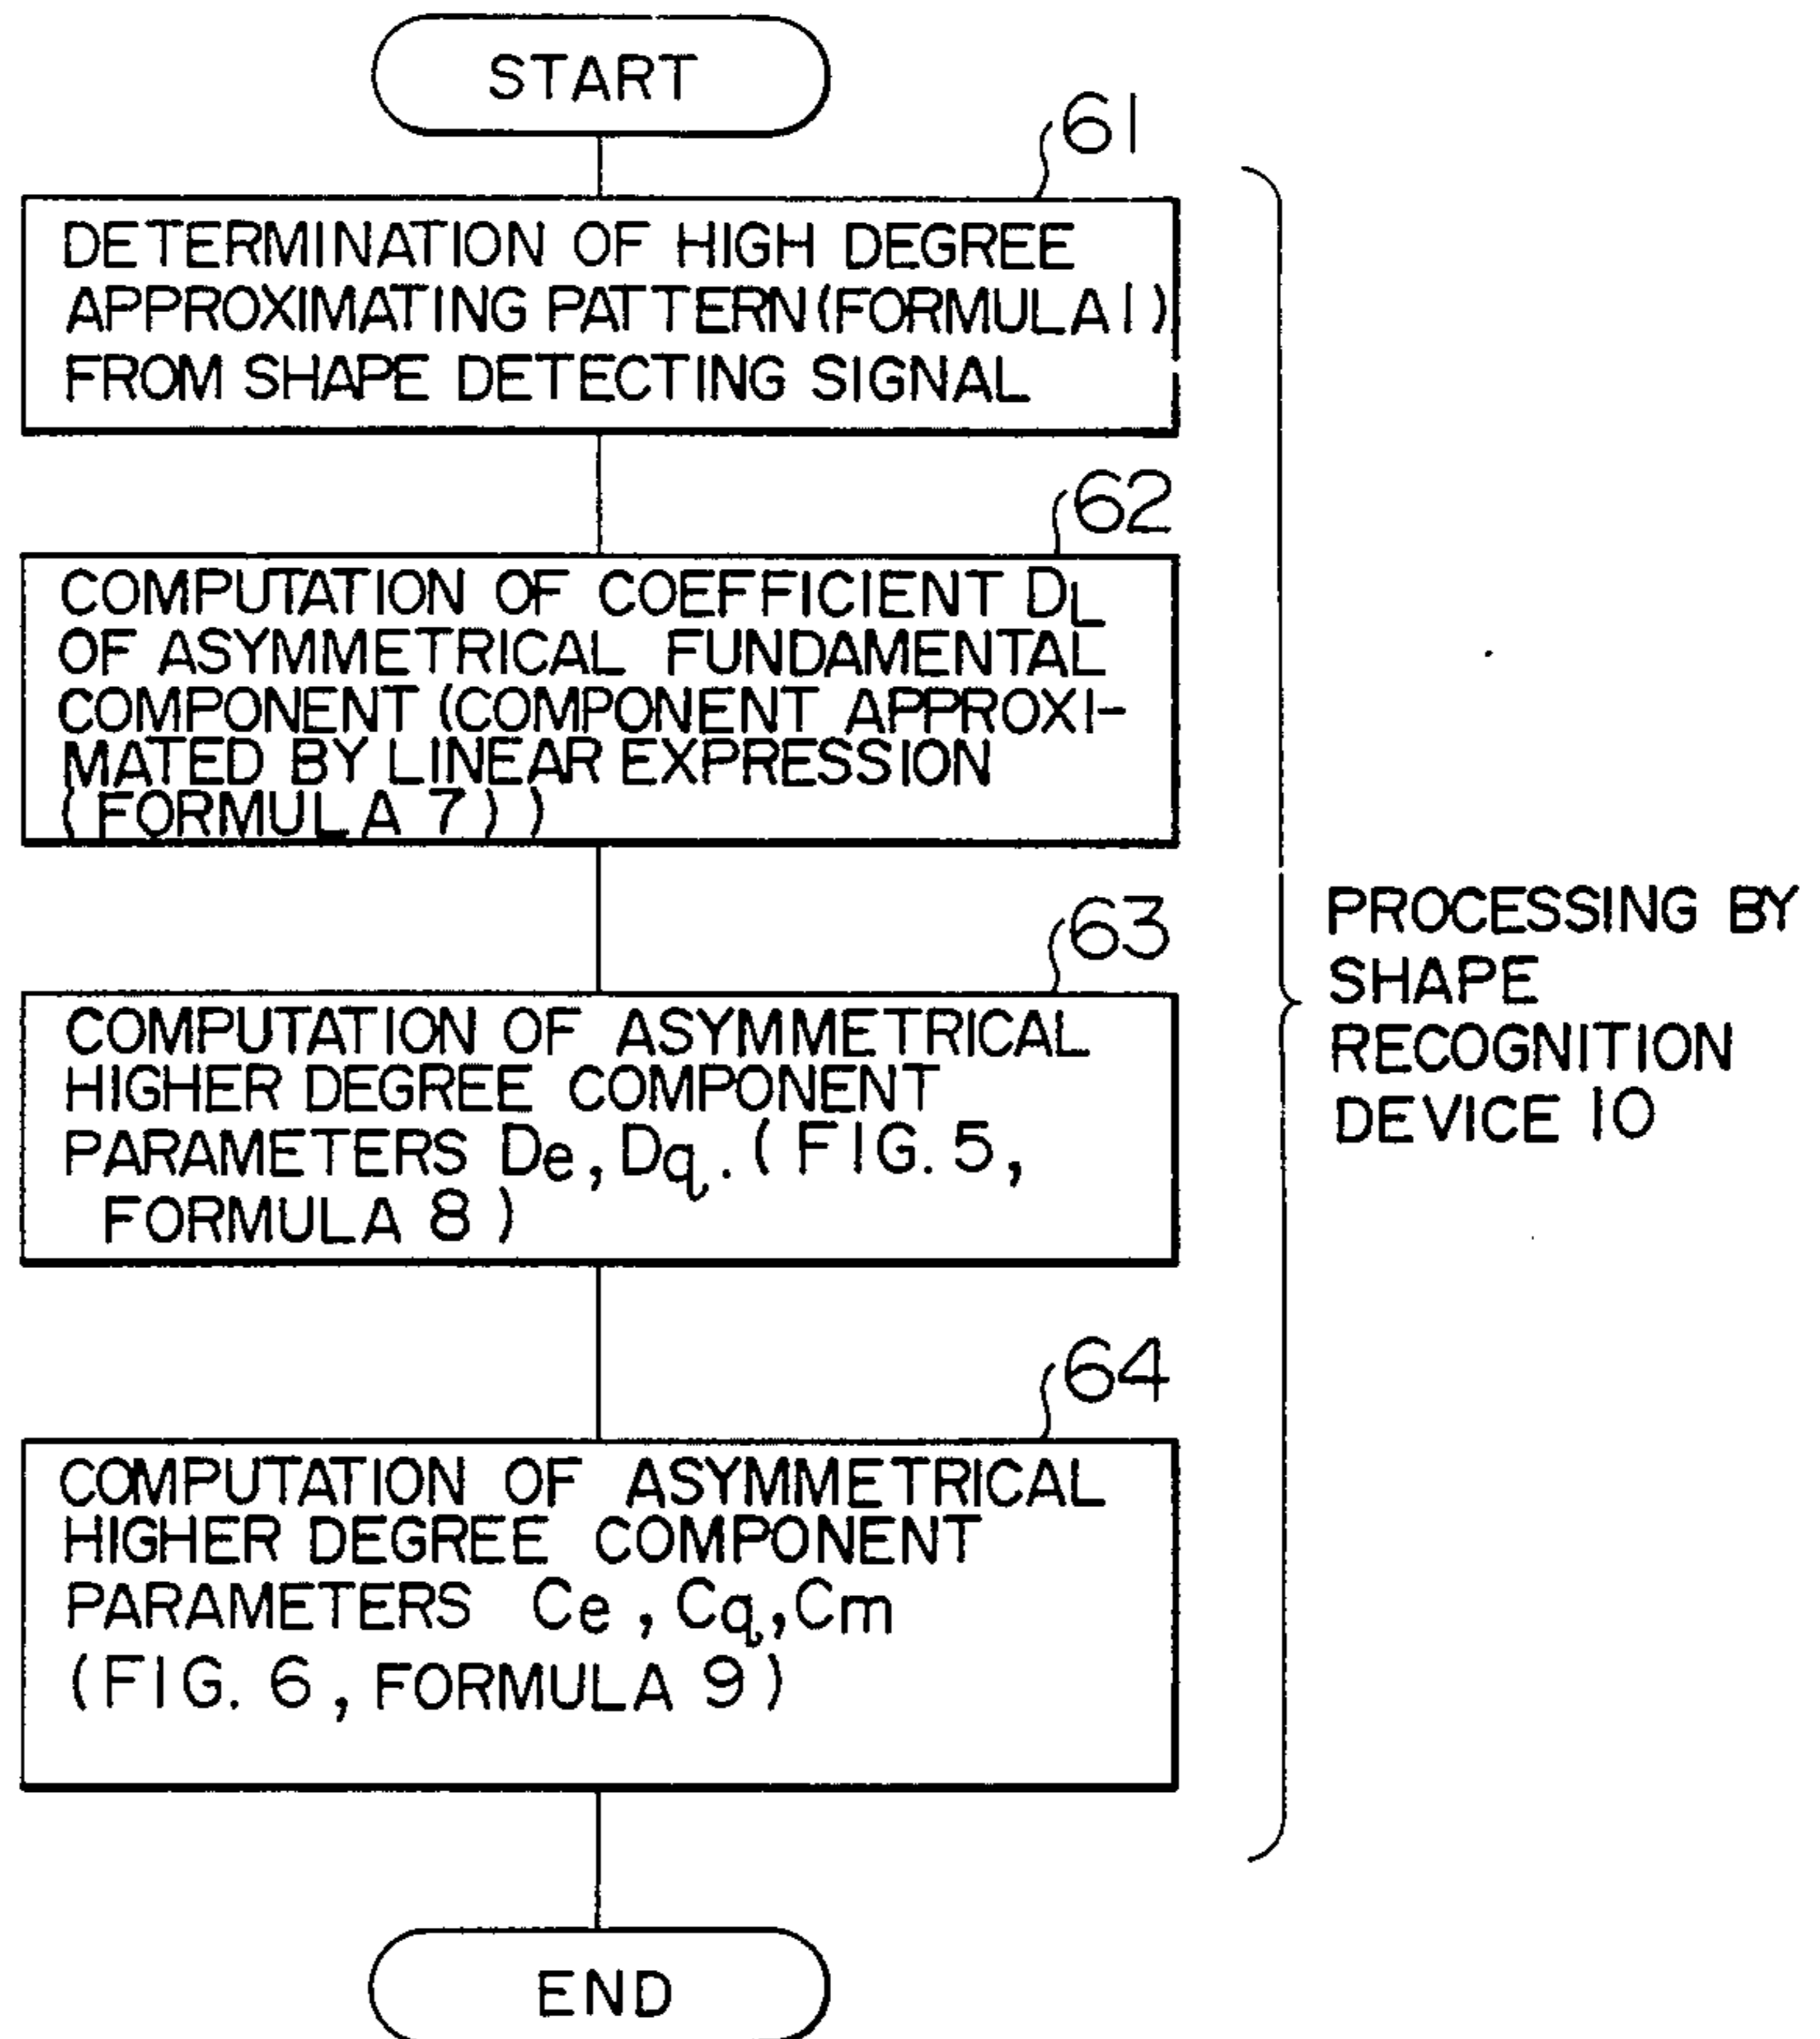 START
61
DETERMINATION OF HIGH DEGREE
APPROXIMATING PATTERN (FORMULA 1)
FROM SHAPE DETECTING SIGNAL
62
COMPUTATION OF COEFFICIENT DL
OF ASYMMETRICAL FUNDAMENTAL
COMPONENT (COMPONENT APPROXI-
MATED BY LINEAR EXPRESSION
(FORMULA 7))
63
COMPUTATION OF ASYMMETRICAL
HIGHER DEGREE COMPONENT
PARAMETERS De, Dq. (FIG. 5,
FORMULA 8)
64
COMPUTATION OF ASYMMETRICAL
HIGHER DEGREE COMPONENT
PARAMETERS Ce, Cq, Cm
(FIG. 6, FORMULA 9)
END
PROCESSING BY
SHAPE
RECOGNITION
DEVICE 10